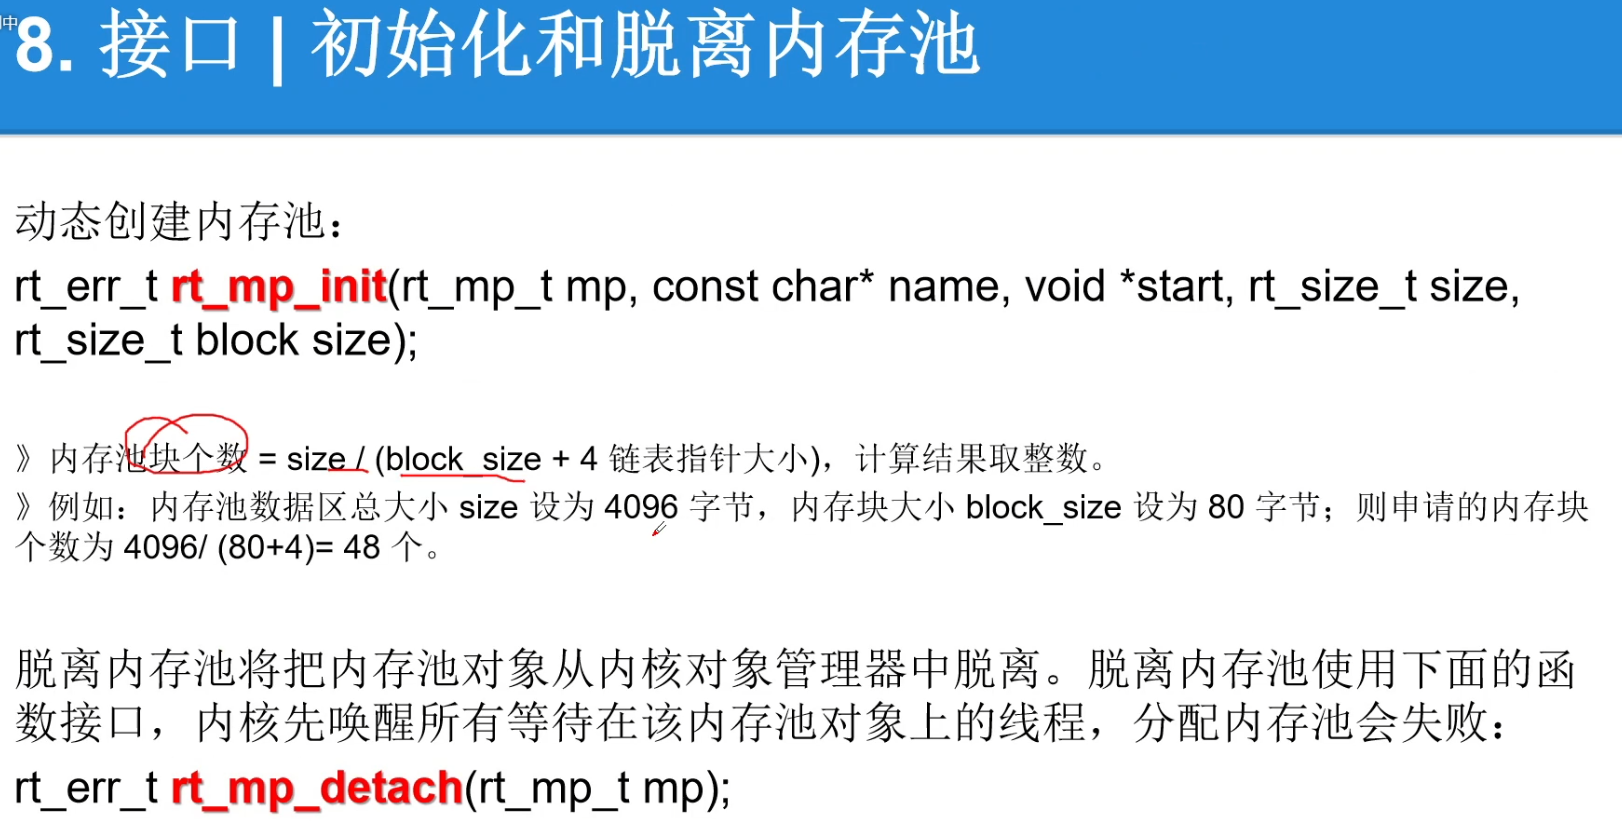 中
8. 接口 | 初始化和脱离内存池
动态创建内存池：
rt_err_t rt_mp_init(rt_mp_t mp, const char* name, void *start, rt_size_t size,
rt_size_t block size);
》内存池块个数 = size / (block_size + 4 链表指针大小)，计算结果取整数。
》例如：内存池数据区总大小 size 设为 4096 字节，内存块大小 block_size 设为 80 字节；则申请的内存块
个数为 4096/ (80+4)= 48 个。
脱离内存池将把内存池对象从内核对象管理器中脱离。脱离内存池使用下面的函
数接口，内核先唤醒所有等待在该内存池对象上的线程，分配内存池会失败：
rt_err_t rt_mp_detach(rt_mp_t mp);